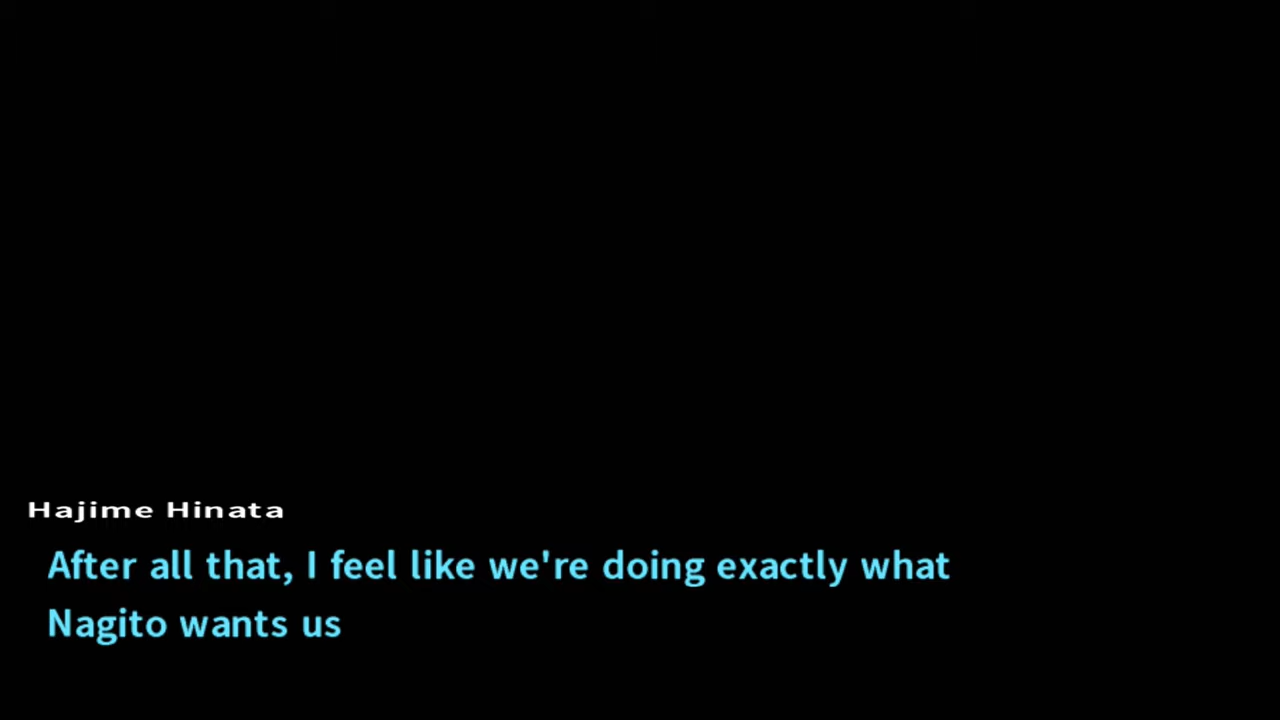 Hajime Hinata
After all that, I feel like we're doing exactly what
Nagito wants us